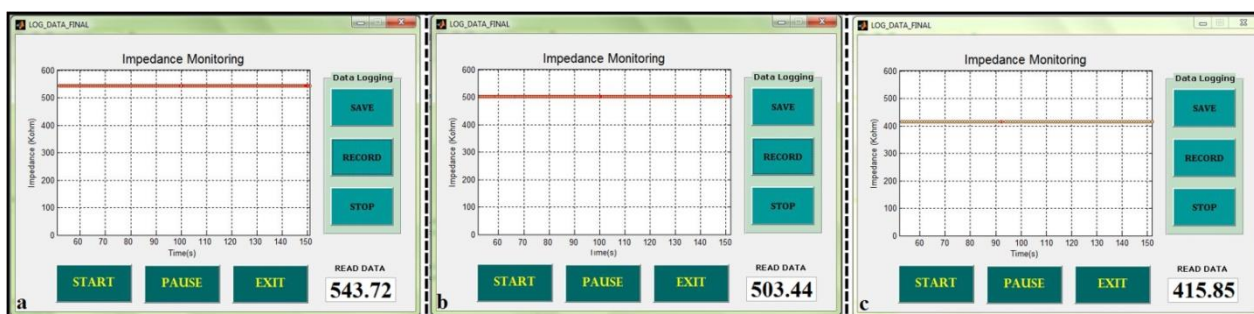 LOG_DATA_FINAL
Impedance Monitoring
Impedance (Kohm)
600
500
400
300
200
100
0
60 70 80 90 100 110 120 130 140 150
Time(s)
Data Logging
SAVE
RECORD
STOP
START PAUSE EXIT
READ DATA
543.72
a
LOG_DATA_FINAL
Impedance Monitoring
Impedance (Kohm)
600
500
400
300
200
100
0
60 70 80 90 100 110 120 130 140 150
Time(s)
Data Logging
SAVE
RECORD
STOP
START PAUSE EXIT
READ DATA
503.44
b
LOG_DATA_FINAL
Impedance Monitoring
Impedance (Kohm)
600
500
400
300
200
100
0
60 70 80 90 100 110 120 130 140 150
Time(s)
Data Logging
SAVE
RECORD
STOP
START PAUSE EXIT
READ DATA
415.85
c